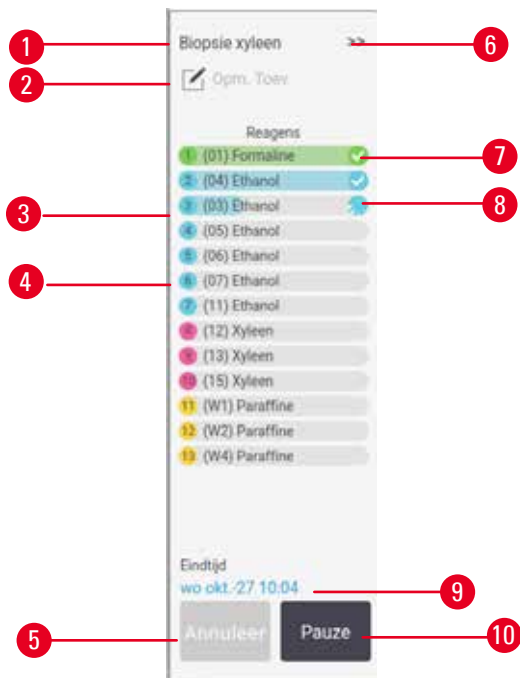 1 Biopsie xyleen >> 6
2 Opm. Toev
Reagens
1 (01) Formaline 7
2 (04) Ethanol
3 3 (03) Ethanol 8
4 (05) Ethanol
5 (06) Ethanol
4 6 (07) Ethanol
7 (11) Ethanol
8 (12) Xyleen
9 (13) Xyleen
10 (15) Xyleen
11 (W1) Paraffine
12 (W2) Paraffine
13 (W4) Paraffine
Eindtijd
wo okt.-27 10:04 9
5 Annuleer Pauze 10